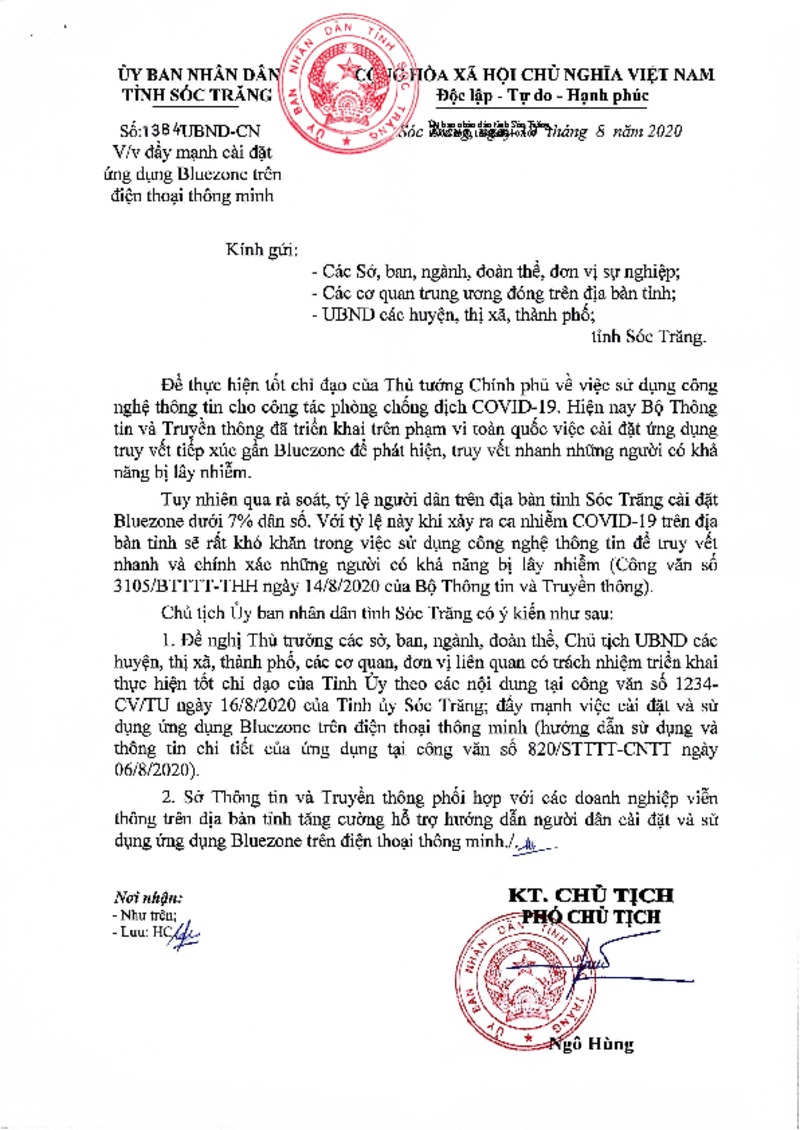 ỦY BAN NHÂN DÂN
TỈNH SÓC TRĂNG
CỘNG HÒA XÃ HỘI CHỦ NGHĨA VIỆT NAM
Độc lập - Tự do - Hạnh phúc
Số:1384UBND-CN
V/v đẩy mạnh cài đặt
ứng dụng Bluezone trên
điện thoại thông minh
Sóc tháng 8 năm 2020
Kính gửi:
- Các Sở, ban, ngành, đoàn thể, đơn vị sự nghiệp;
- Các cơ quan trung ương đóng trên địa bàn tỉnh;
- UBND các huyện, thị xã, thành phố;
tỉnh Sóc Trăng.
Để thực hiện tốt chỉ đạo của Thủ tướng Chính phủ về việc sử dụng công
nghệ thông tin cho công tác phòng chống dịch COVID-19. Hiện nay Bộ Thông
tin và Truyền thông đã triển khai trên phạm vi toàn quốc việc cài đặt ứng dụng
truy vết tiếp xúc gần Bluezone để phát hiện, truy vết nhanh những người có khả
năng bị lây nhiễm.
Tuy nhiên qua rà soát, tỷ lệ người dân trên địa bàn tỉnh Sóc Trăng cài đặt
Bluezone dưới 7% dân số. Với tỷ lệ này khi xảy ra ca nhiễm COVID-19 trên địa
bàn tỉnh sẽ rất khó khăn trong việc sử dụng công nghệ thông tin để truy vết
nhanh và chính xác những người có khả năng bị lây nhiễm (Công văn số
3105/BTTTT-THH ngày 14/8/2020 của Bộ Thông tin và Truyền thông).
Chủ tịch Ủy ban nhân dân tỉnh Sóc Trăng có ý kiến như sau:
1. Đề nghị Thủ trưởng các sở, ban, ngành, đoàn thể, Chủ tịch UBND các
huyện, thị xã, thành phố, các cơ quan, đơn vị liên quan có trách nhiệm triển khai
thực hiện tốt chỉ đạo của Tỉnh Ủy theo các nội dung tại công văn số 1234-
CV/TU ngày 16/8/2020 của Tỉnh ủy Sóc Trăng; đẩy mạnh việc cài đặt và sử
dụng ứng dụng Bluezone trên điện thoại thông minh (hướng dẫn sử dụng và
thông tin chi tiết của ứng dụng tại công văn số 820/STTTT-CNTT ngày
06/8/2020).
2. Sở Thông tin và Truyền thông phối hợp với các doanh nghiệp viễn
thông trên địa bàn tỉnh tăng cường hỗ trợ hướng dẫn người dân cài đặt và sử
dụng ứng dụng Bluezone trên điện thoại thông minh./.
Nơi nhận:
- Như trên;
- Lưu: HC
KT. CHỦ TỊCH
PHÓ CHỦ TỊCH
ỦY BAN NHÂN DÂN TỈNH SÓC TRĂNG
Ngô Hùng